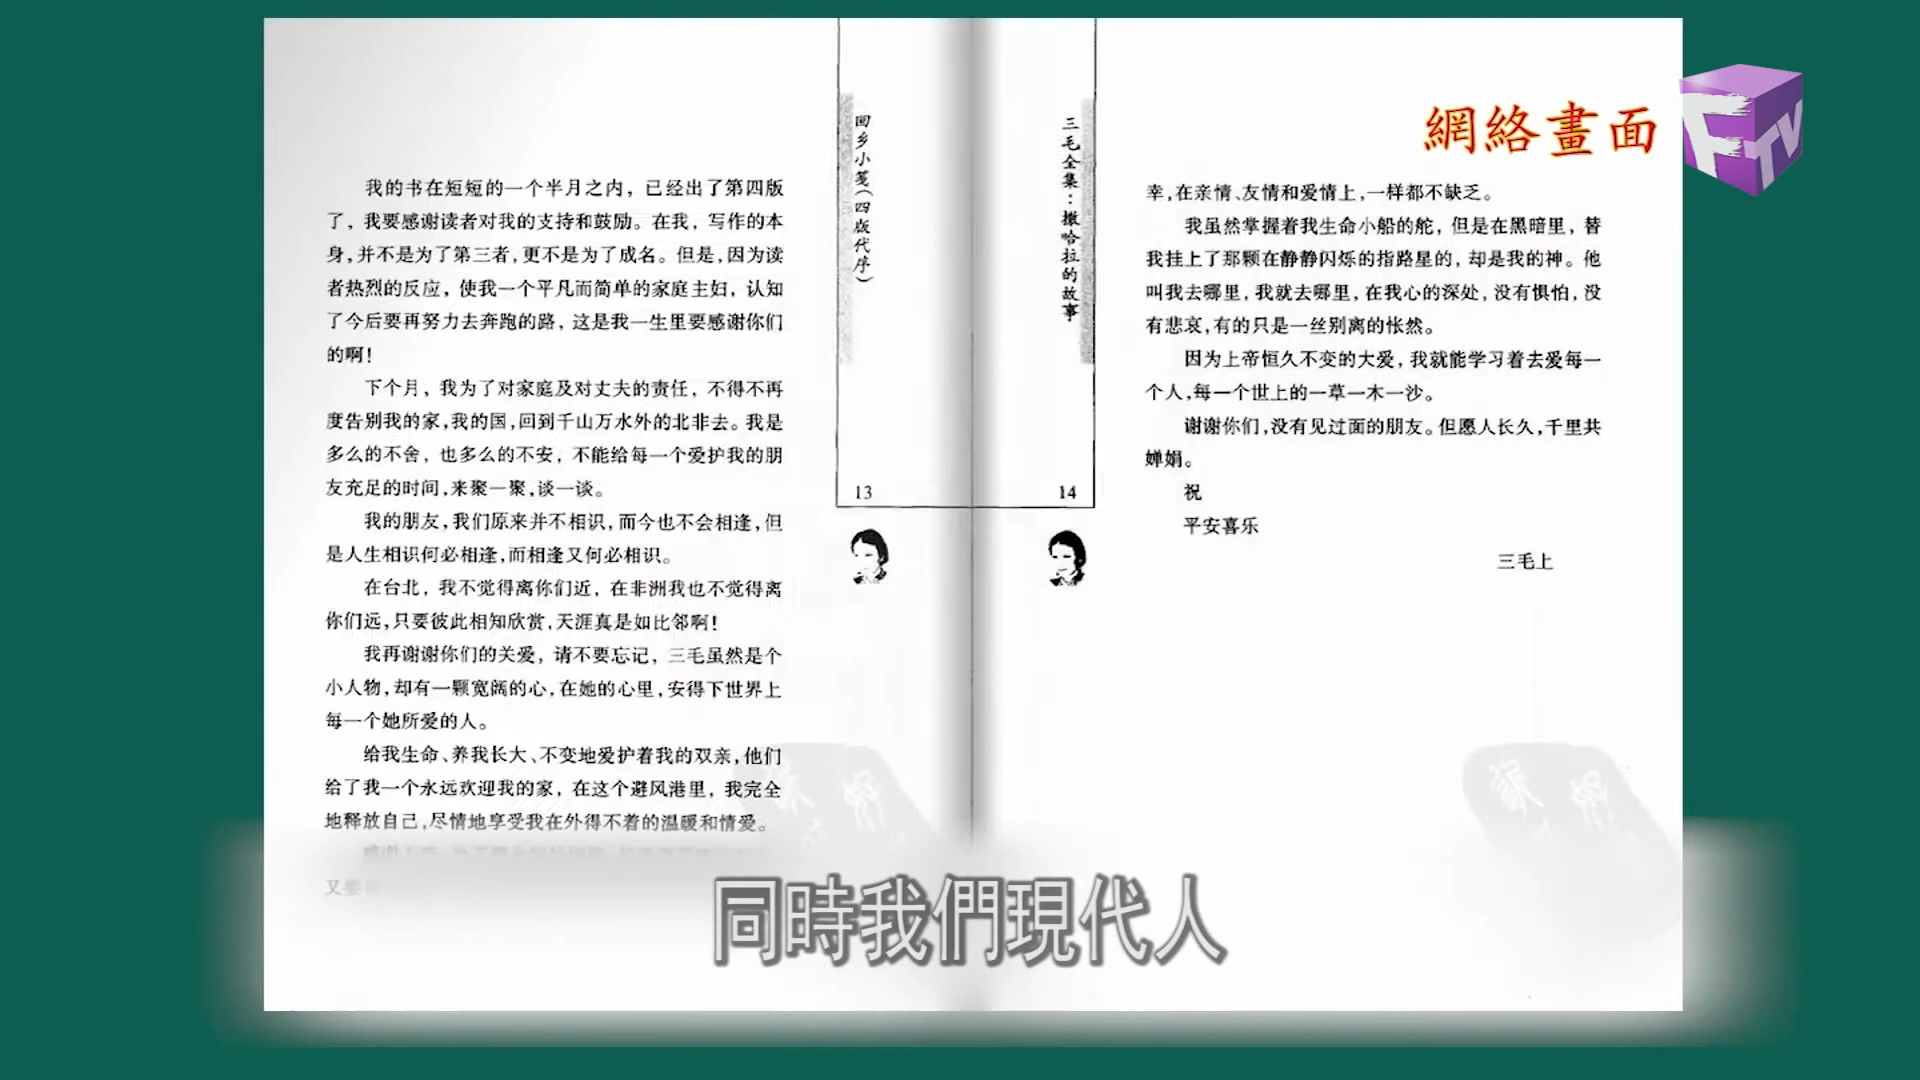 網絡畫面
FTV
我的书在短短的一个半月之内，已经出了第四版
了，我要感谢读者对我的支持和鼓励。在我，写作的本
身，并不是为了第三者，更不是为了成名。但是，因为读
者热烈的反应，使我一个平凡而简单的家庭主妇，认知
了今后要再努力去奔跑的路，这是我一生里要感谢你们
的啊！
下个月，我为了对家庭及对丈夫的责任，不得不再
度告别我的家，我的国，回到千山万水外的北非去。我是
多么的不舍，也多么的不安，不能给每一个爱护我的朋
友充足的时间，来聚一聚，谈一谈。
我的朋友，我们原来并不相识，而今也不会相逢，但
是人生相识何必相逢，而相逢又何必相识。
在台北，我不觉得离你们近，在非洲我也不觉得离
你们远，只要彼此相知欣赏，天涯真是如比邻啊！
我再谢谢你们的关爱，请不要忘记，三毛虽然是个
小人物，却有一颗宽阔的心，在她的心里，安得下世界上
每一个她所爱的人。
给我生命、养我长大、不变地爱护着我的双亲，他们
给了我一个永远欢迎我的家，在这个避风港里，我完全
地释放自己，尽情地享受我在外得不着的温暖和情爱。
回乡小笺（四版代序）
13
三毛全集：撒哈拉的故事
14
幸，在亲情、友情和爱情上，一样都不缺乏。
我虽然掌握着我生命小船的舵，但是在黑暗里，替
我挂上了那颗在静静闪烁的指路星的，却是我的神。他
叫我去哪里，我就去哪里，在我心的深处，没有惧怕，没
有悲哀，有的只是一丝别离的怅然。
因为上帝恒久不变的大爱，我就能学习着去爱每一
个人，每一个世上的一草一木一沙。
谢谢你们，没有见过面的朋友。但愿人长久，千里共
婵娟。
祝
平安喜乐
三毛上
同時我們現代人